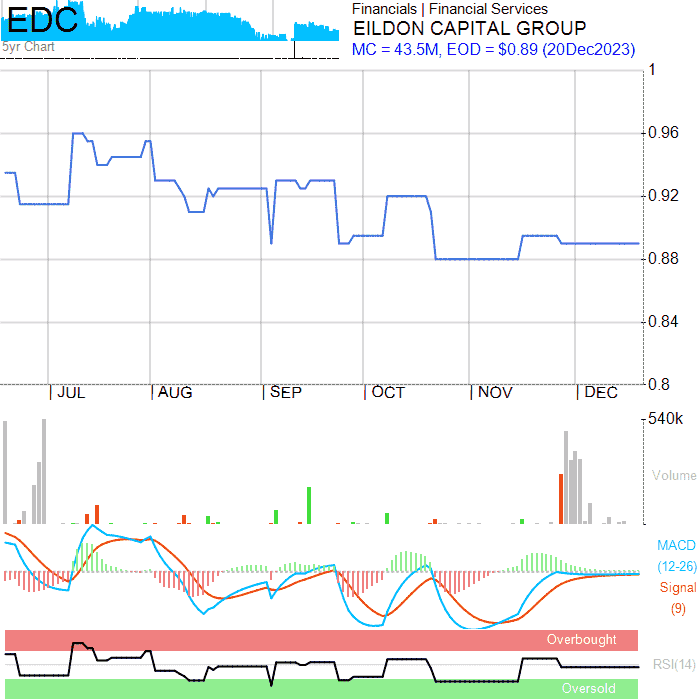 EDC
5yr Chart
Financials | Financial Services
EILDON CAPITAL GROUP
MC = 43.5M, EOD = $0.89 (20Dec2023)
1
0.96
0.92
0.88
0.84
0.8
JUL AUG SEP OCT NOV DEC
540k
Volume
MACD
(12-26)
Signal
(9)
Overbought
RSI(14)
Oversold